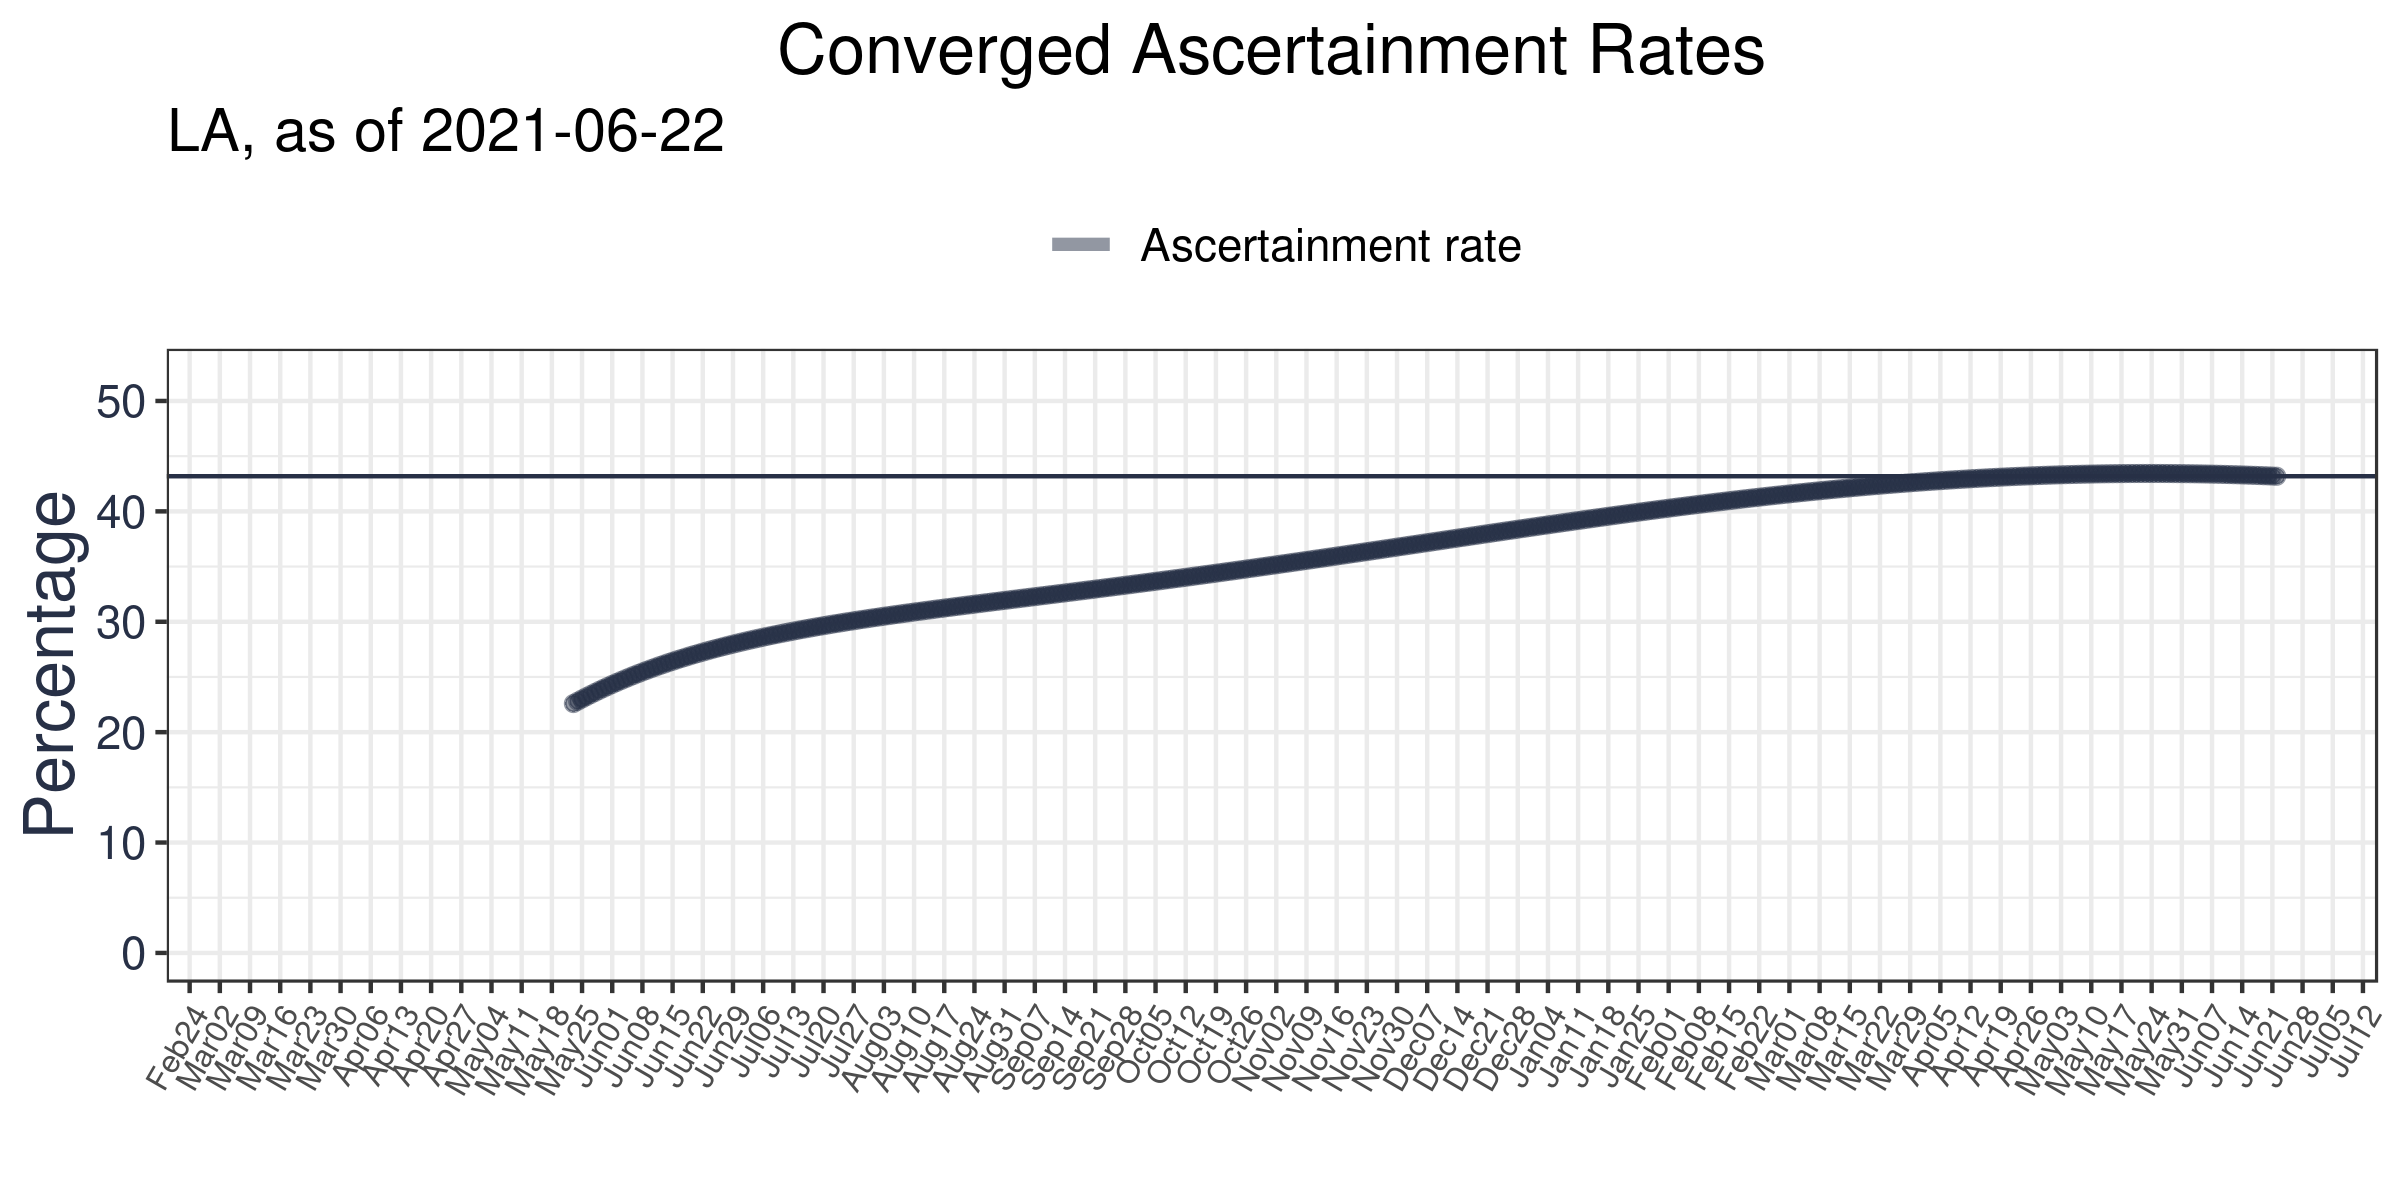 Converged Ascertainment Rates
LA, as of 2021-06-22
Ascertainment rate
Percentage
50
40
30
20
10
0
Feb24
Mar02
Mar09
Mar16
Mar23
Mar30
Apr06
Apr13
Apr20
Apr27
May04
May11
May18
May25
Jun01
Jun08
Jun15
Jun22
Jun29
Jul06
Jul13
Jul20
Jul27
Aug03
Aug10
Aug17
Aug24
Aug31
Sep07
Sep14
Sep21
Sep28
Oct05
Oct12
Oct19
Oct26
Nov02
Nov09
Nov16
Nov23
Nov30
Dec07
Dec14
Dec21
Dec28
Jan04
Jan11
Jan18
Jan25
Feb01
Feb08
Feb15
Feb22
Mar01
Mar08
Mar15
Mar22
Mar29
Apr05
Apr12
Apr19
Apr26
May03
May10
May17
May24
May31
Jun07
Jun14
Jun21
Jun28
Jul05
Jul12